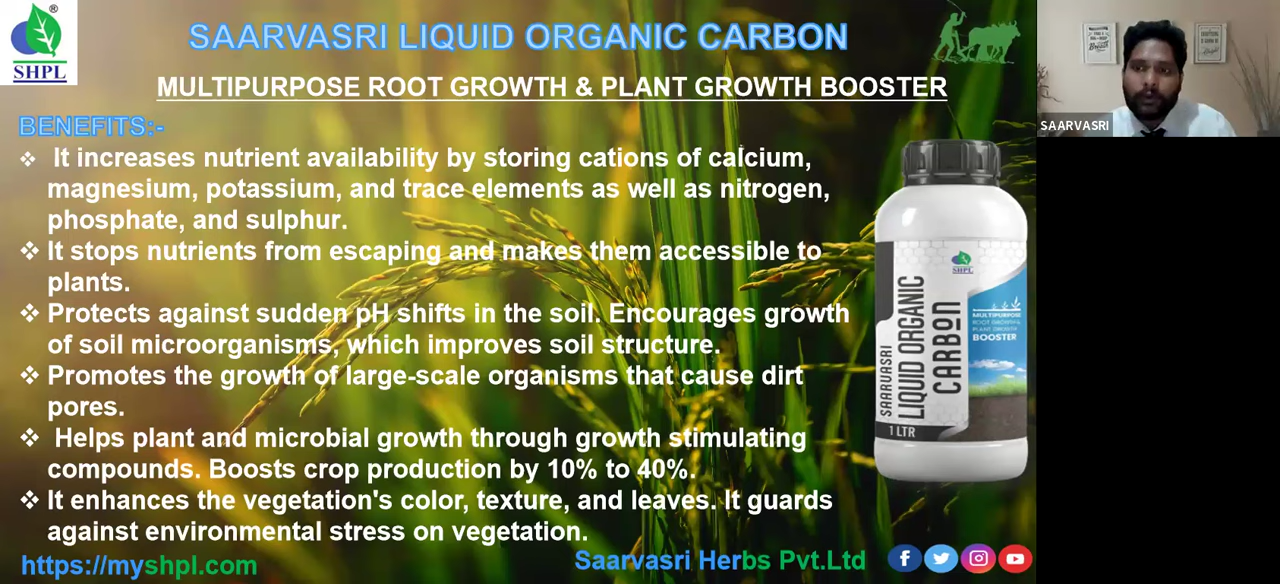 SAARVASRI LIQUID ORGANIC CARBON
MULTIPURPOSE ROOT GROWTH & PLANT GROWTH BOOSTER
®
SHPL
BENEFITS:-
❖ It increases nutrient availability by storing cations of calcium,
magnesium, potassium, and trace elements as well as nitrogen,
phosphate, and sulphur.
❖ It stops nutrients from escaping and makes them accessible to
plants.
❖ Protects against sudden pH shifts in the soil. Encourages growth
of soil microorganisms, which improves soil structure.
❖ Promotes the growth of large-scale organisms that cause dirt
pores.
❖ Helps plant and microbial growth through growth stimulating
compounds. Boosts crop production by 10% to 40%.
❖ It enhances the vegetation's color, texture, and leaves. It guards
against environmental stress on vegetation.
https://myshpl.com
Saarvasri Herbs Pvt.Ltd
SHPL
SAARVASRI
LIQUID ORGANIC
CARBON
1 LTR
MULTIPURPOSE
ROOT GROWTH &
PLANT GROWTH
BOOSTER
SAARVASRI